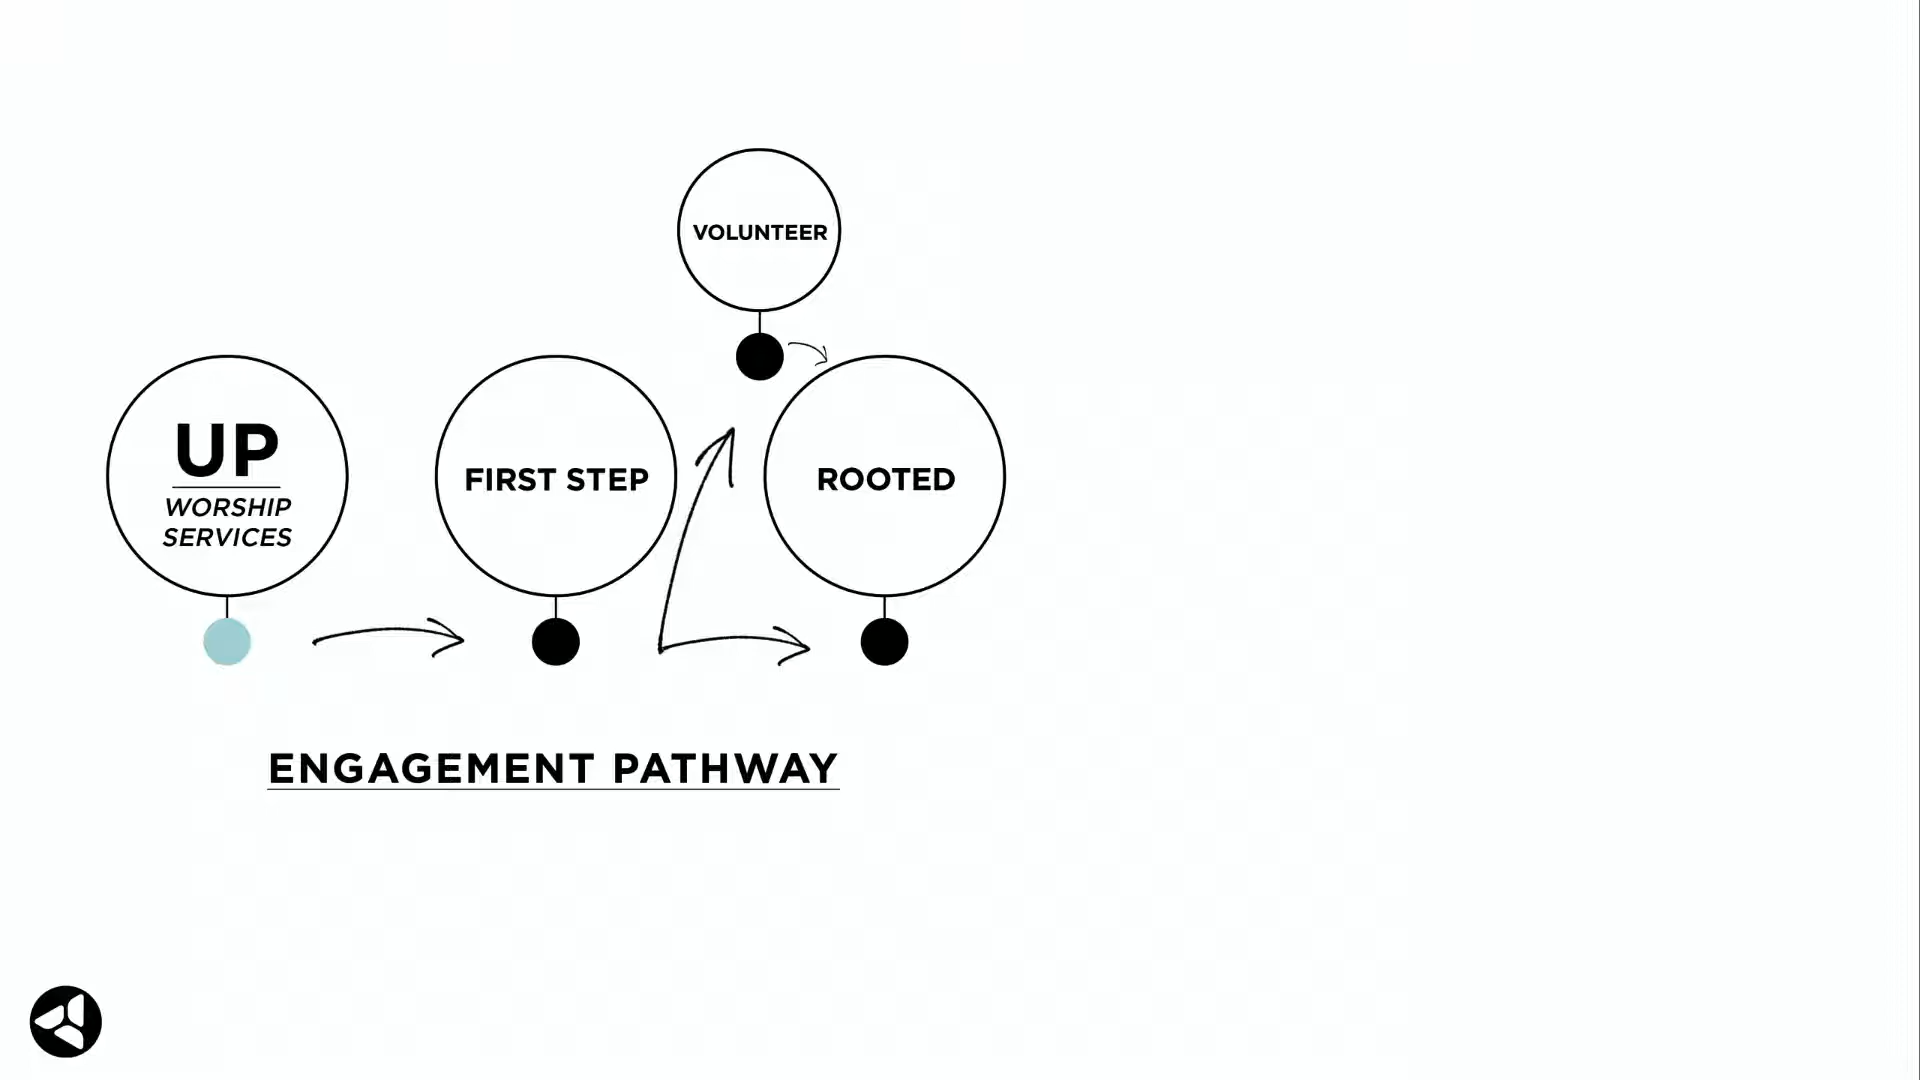 VOLUNTEER
UP
WORSHIP
SERVICES
FIRST STEP
ROOTED
ENGAGEMENT PATHWAY